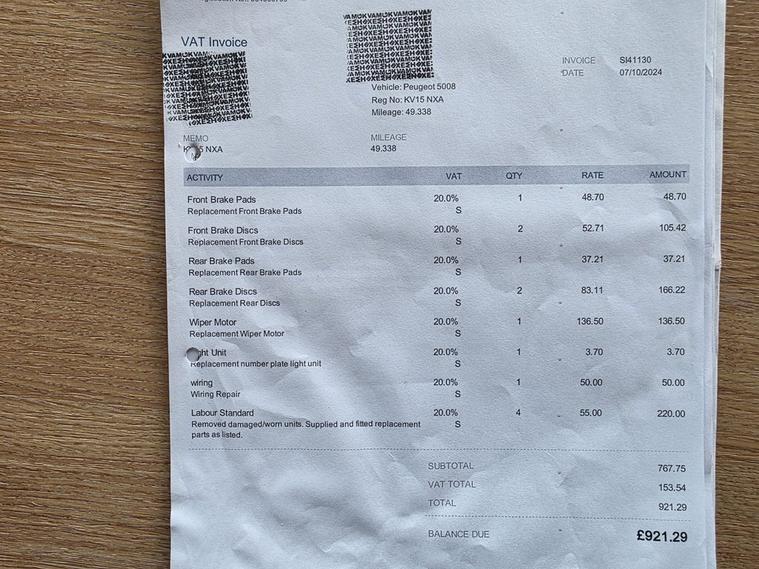 VAT Invoice
INVOICE SI41130
DATE 07/10/2024
Vehicle: Peugeot 5008
Reg No: KV15 NXA
Mileage: 49.338
MEMO MILEAGE
NXA 49.338
ACTIVITY VAT QTY RATE AMOUNT
Front Brake Pads 20.0% 1 48.70 48.70
Replacement Front Brake Pads S
Front Brake Discs 20.0% 2 52.71 105.42
Replacement Front Brake Discs S
Rear Brake Pads 20.0% 1 37.21 37.21
Replacement Rear Brake Pads S
Rear Brake Discs 20.0% 2 83.11 166.22
Replacement Rear Discs S
Wiper Motor 20.0% 1 136.50 136.50
Replacement Wiper Motor S
Unit 20.0% 1 3.70 3.70
Replacement number plate light unit S
wiring 20.0% 1 50.00 50.00
Wiring Repair S
Labour Standard 20.0% 4 55.00 220.00
Removed damaged/worn units. Supplied and fitted replacement S
parts as listed.
SUBTOTAL 767.75
VAT TOTAL 153.54
TOTAL 921.29
BALANCE DUE £921.29